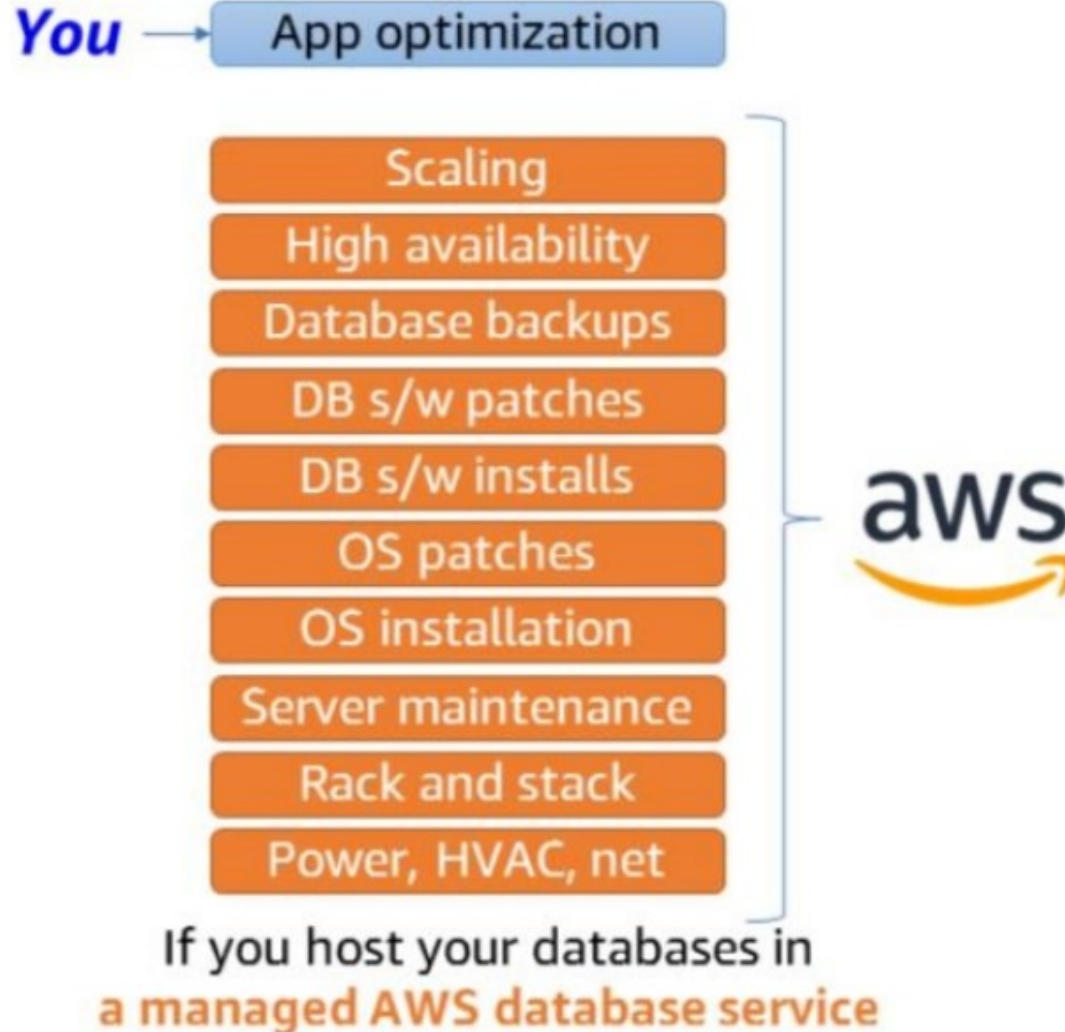 You
App optimization
Scaling
High availability
Database backups
DB s/w patches
DB s/w installs
OS patches
OS installation
Server maintenance
Rack and stack
Power, HVAC, net
aws
If you host your databases in
a managed AWS database service